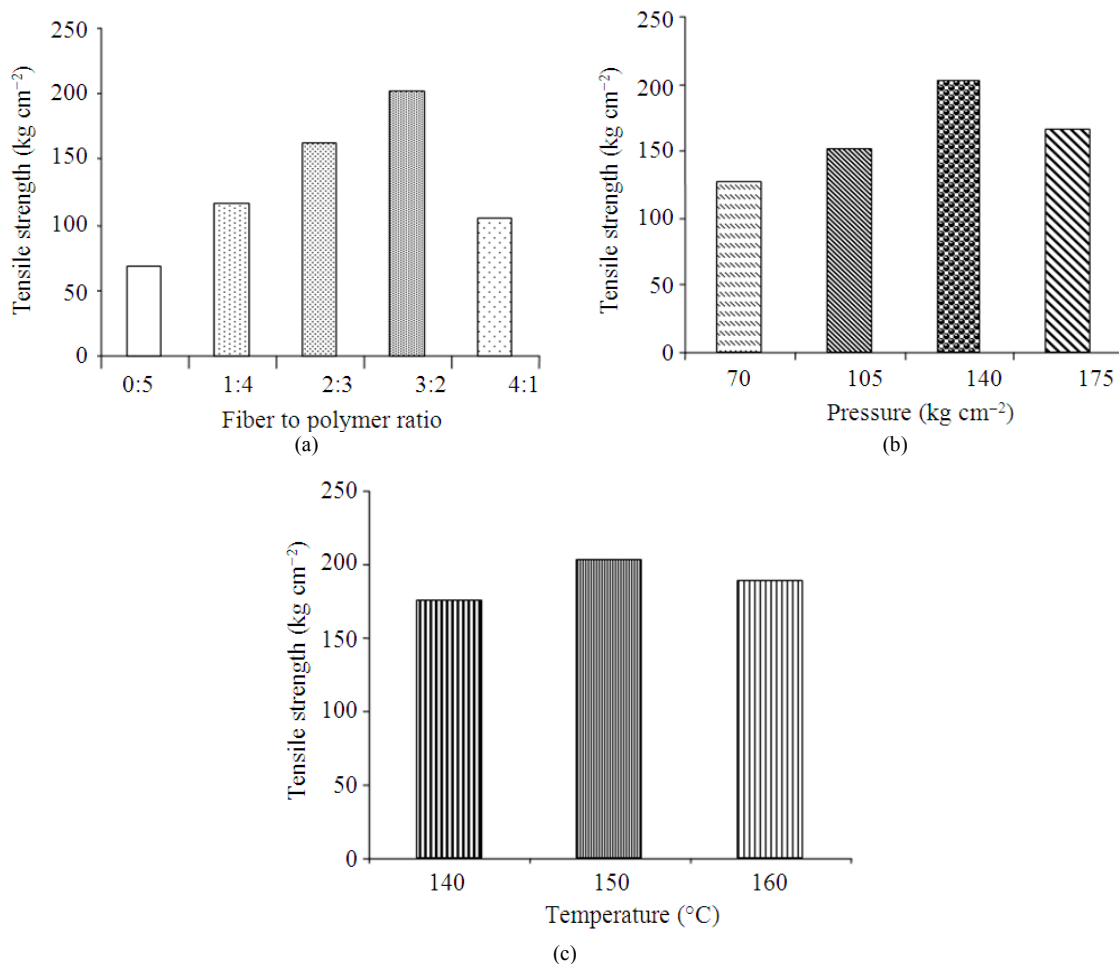 Tensile strength (kg cm⁻²)
250
200
150
100
50
0
0:5 1:4 2:3 3:2 4:1
Fiber to polymer ratio
(a)
Tensile strength (kg cm⁻²)
250
200
150
100
50
0
70 105 140 175
Pressure (kg cm⁻²)
(b)
Tensile strength (kg cm⁻²)
250
200
150
100
50
0
140 150 160
Temperature (°C)
(c)